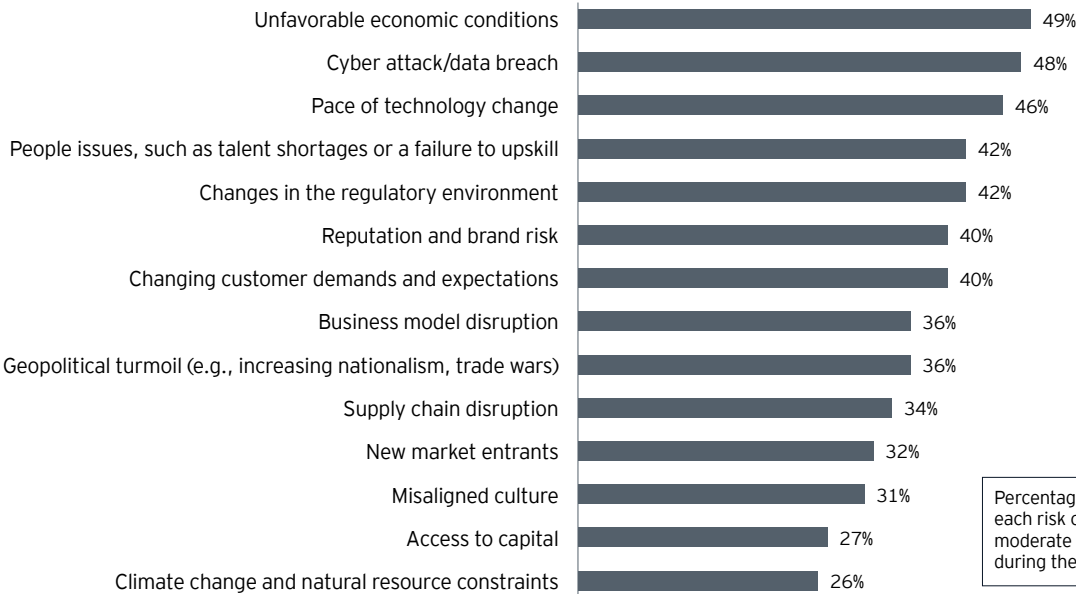 Unfavorable economic conditions 49%
Cyber attack/data breach 48%
Pace of technology change 46%
People issues, such as talent shortages or a failure to upskill 42%
Changes in the regulatory environment 42%
Reputation and brand risk 40%
Changing customer demands and expectations 40%
Business model disruption 36%
Geopolitical turmoil (e.g., increasing nationalism, trade wars) 36%
Supply chain disruption 34%
New market entrants 32%
Misaligned culture 31%
Access to capital 27%
Climate change and natural resource constraints 26%
each risk
moderate
during the